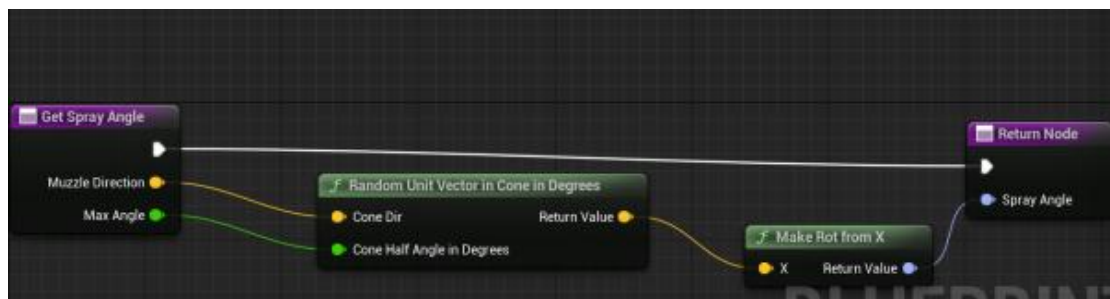 Get Spray Angle
Muzzle Direction
Max Angle
Random Unit Vector in Cone in Degrees
Cone Dir
Return Value
Cone Half Angle in Degrees
Make Rot from X
X
Return Value
Return Node
Spray Angle
BLUEPRINT